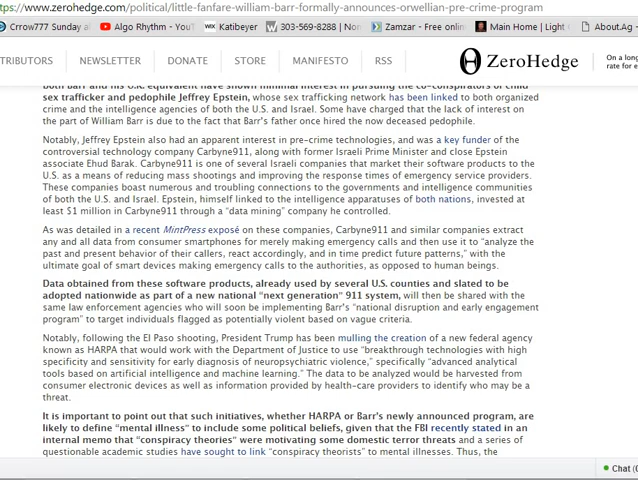 ttps://www.zerohedge.com/political/little-fanfare-william-barr-formally-announces-orwellian-pre-crime-program
Crrow777 Sunday a
Algo Rhythm - You
Katibeyer
303-569-8288 | Nor
Zamzar - Free onlin
Main Home | Light
About.Ag -
TRIBUTORS
NEWSLETTER
DONATE
STORE
MANIFESTO
RSS
ZeroHedge
On a long
rate for e
both Barr and his U.K. equivalent have shown minimal interest in pursuing the co-conspirators of child
sex trafficker and pedophile Jeffrey Epstein, whose sex trafficking network has been linked to both organized
crime and the intelligence agencies of both the U.S. and Israel. Some have charged that the lack of interest on
the part of William Barr is due to the fact that Barr's father once hired the now deceased pedophile.
Notably, Jeffrey Epstein also had an apparent interest in pre-crime technologies, and was a key funder of the
controversial technology company Carbyne911, along with former Israeli Prime Minister and close Epstein
associate Ehud Barak. Carbyne911 is one of several Israeli companies that market their software products to the
U.S. as a means of reducing mass shootings and improving the response times of emergency service providers.
These companies boast numerous and troubling connections to the governments and intelligence communities
of both the U.S. and Israel. Epstein, himself linked to the intelligence apparatuses of both nations, invested at
least $1 million in Carbyne911 through a "data mining" company he controlled.
As was detailed in a recent MintPress exposé on these companies, Carbyne911 and similar companies extract
any and all data from consumer smartphones for merely making emergency calls and then use it to "analyze the
past and present behavior of their callers, react accordingly, and in time predict future patterns," with the
ultimate goal of smart devices making emergency calls to the authorities, as opposed to human beings.
Data obtained from these software products, already used by several U.S. counties and slated to be
adopted nationwide as part of a new national "next generation" 911 system, will then be shared with the
same law enforcement agencies who will soon be implementing Barr's "national disruption and early engagement
program" to target individuals flagged as potentially violent based on vague criteria.
Notably, following the El Paso shooting, President Trump has been mulling the creation of a new federal agency
known as HARPA that would work with the Department of Justice to use "breakthrough technologies with high
specificity and sensitivity for early diagnosis of neuropsychiatric violence," specifically "advanced analytical
tools based on artificial intelligence and machine learning." The data to be analyzed would be harvested from
consumer electronic devices as well as information provided by health-care providers to identify who may be a
threat.
It is important to point out that such initiatives, whether HARPA or Barr's newly announced program, are
likely to define "mental illness" to include some political beliefs, given that the FBI recently stated in an
internal memo that "conspiracy theories" were motivating some domestic terror threats and a series of
questionable academic studies have sought to link "conspiracy theorists" to mental illnesses. Thus, the
Chat (0